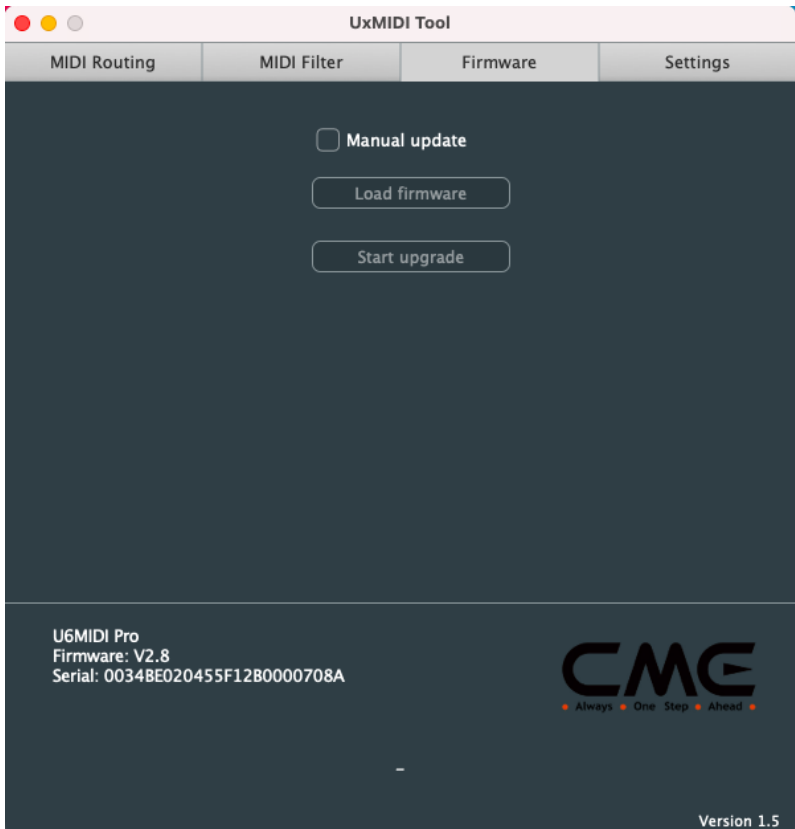 UxMIDI Tool
MIDI Routing
MIDI Filter
Firmware
Settings
Manual update
Load firmware
Start upgrade
U6MIDI Pro
Firmware: V2.8
Serial: 0034BE020455F12B0000708A
CME
• Always • One Step • Ahead •
–
Version 1.5